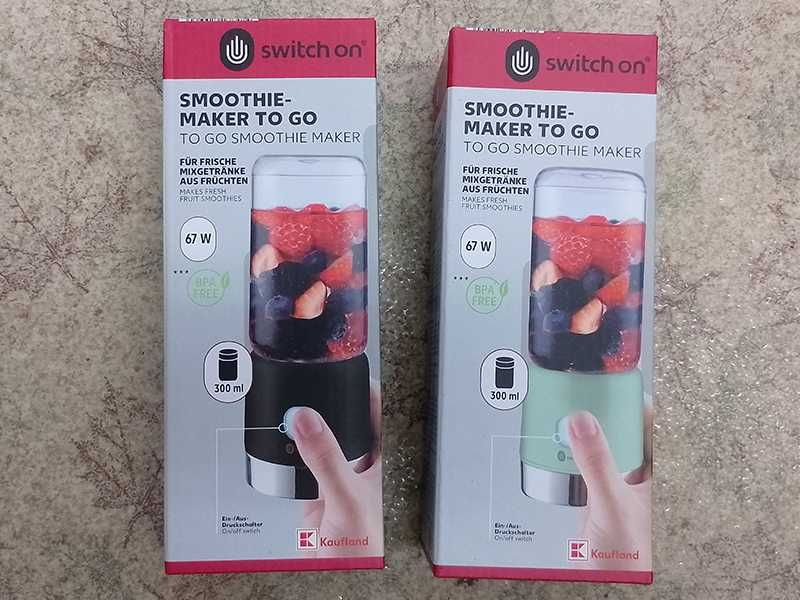 switch on®
SMOOTHIE-
MAKER TO GO
TO GO SMOOTHIE MAKER
FÜR FRISCHE
MIXGETRÄNKE
AUS FRÜCHTEN
MAKES FRESH
FRUIT SMOOTHIES
67 W
BPA
FREE
300 ml
Ein-/Aus-
Druckschalter
On/off switch
K Kaufland
switch on®
SMOOTHIE-
MAKER TO GO
TO GO SMOOTHIE MAKER
FÜR FRISCHE
MIXGETRÄNKE
AUS FRÜCHTEN
MAKES FRESH
FRUIT SMOOTHIES
67 W
BPA
FREE
300 ml
Ein-/Aus-
Druckschalter
On/off switch
K Kaufland